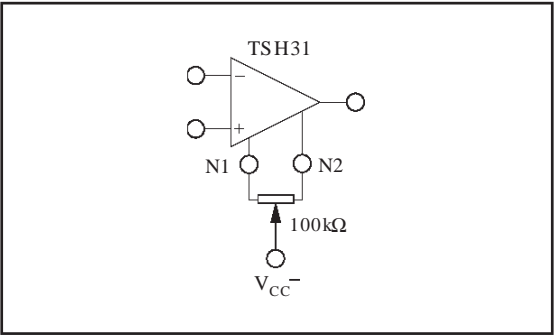 TSH31
−
+
N1 N2
100kΩ
VCC−